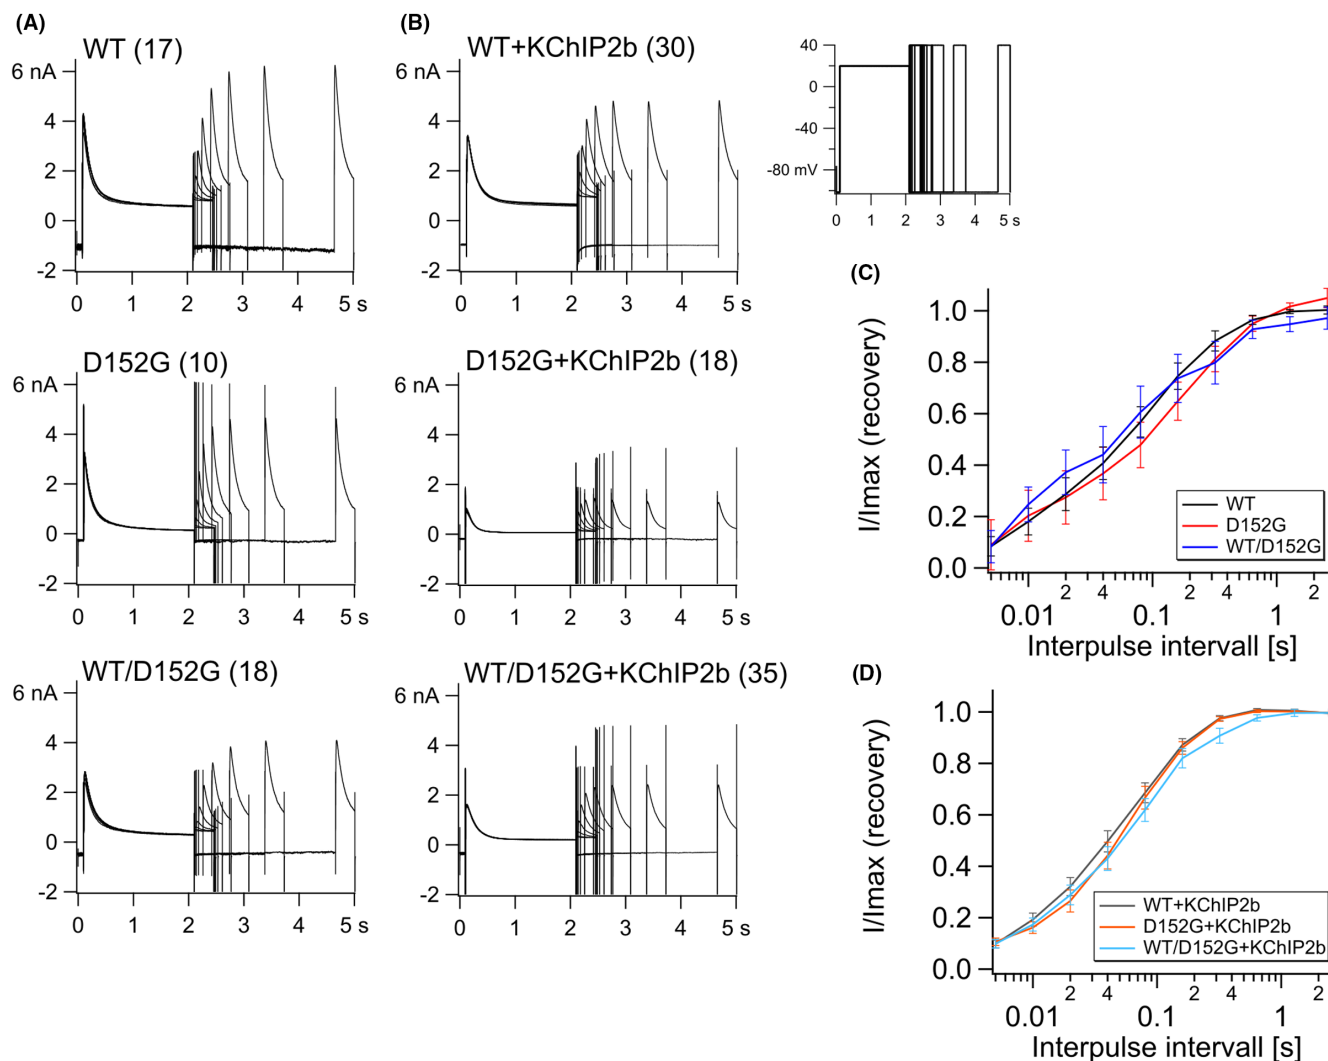 (A)
WT (17)
6 nA
4
2
0
-2
0 1 2 3 4 5 s
D152G (10)
6 nA
4
2
0
-2
0 1 2 3 4 5 s
WT/D152G (18)
6 nA
4
2
0
-2
0 1 2 3 4 5 s
(B)
WT+KChIP2b (30)
6 nA
4
2
0
-2
0 1 2 3 4 5 s
D152G+KChIP2b (18)
6 nA
4
2
0
-2
0 1 2 3 4 5 s
WT/D152G+KChIP2b (35)
6 nA
4
2
0
-2
0 1 2 3 4 5 s
40
0
-40
-80 mV
0 1 2 3 4 5 s
(C)
I/Imax (recovery)
1.0
0.8
0.6
0.4
0.2
0.0
WT
D152G
WT/D152G
2 4 2 4 2
0.01 0.1 1
Interpulse intervall [s]
(D)
I/Imax (recovery)
1.0
0.8
0.6
0.4
0.2
0.0
WT+KChIP2b
D152G+KChIP2b
WT/D152G+KChIP2b
2 4 2 4 2
0.01 0.1 1
Interpulse intervall [s]